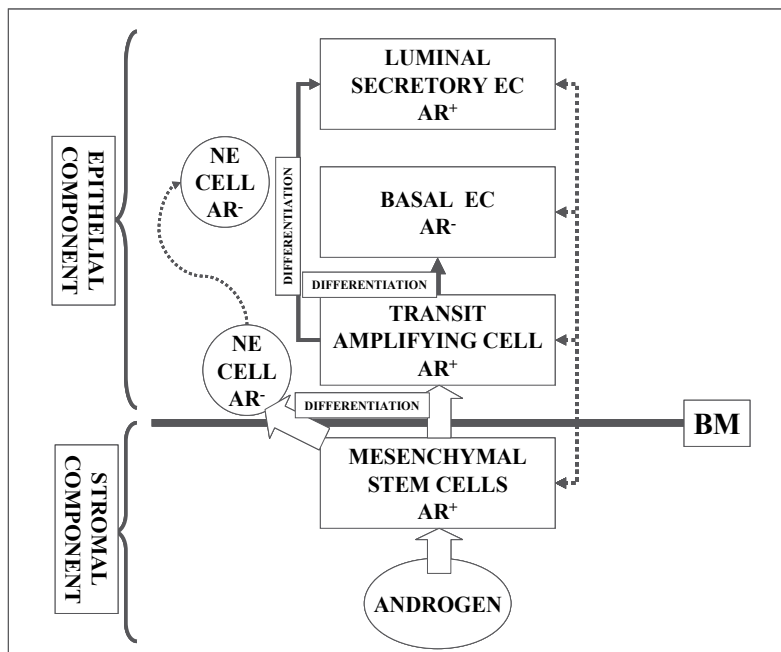 LUMINAL
SECRETORY EC
AR⁺
NE
CELL
AR⁻
BASAL EC
AR⁻
DIFFERENTIATION
DIFFERENTIATION
TRANSIT
AMPLIFYING CELL
AR⁺
NE
CELL
AR⁻
DIFFERENTIATION
EPITHELIAL
COMPONENT
BM
MESENCHYMAL
STEM CELLS
AR⁺
STROMAL
COMPONENT
ANDROGEN